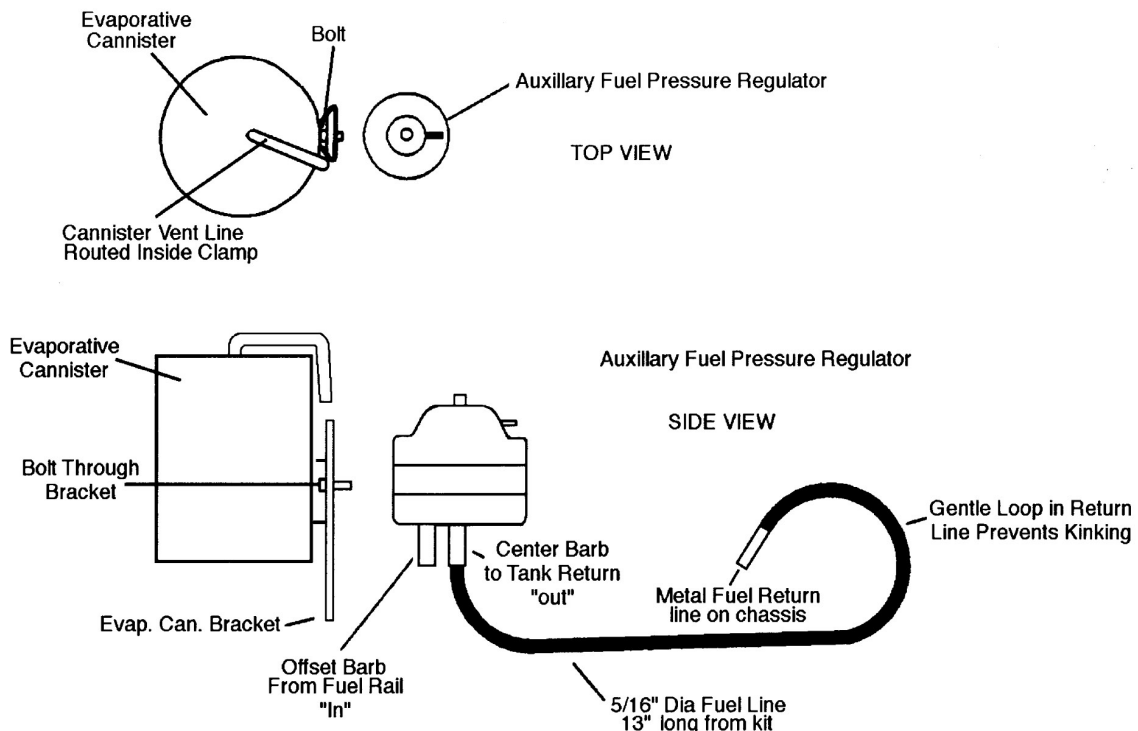 Evaporative
Cannister
Bolt
Auxillary Fuel Pressure Regulator
TOP VIEW
Cannister Vent Line
Routed Inside Clamp
Evaporative
Cannister
Auxillary Fuel Pressure Regulator
SIDE VIEW
Bolt Through
Bracket
Gentle Loop in Return
Line Prevents Kinking
Center Barb
to Tank Return
"out"
Metal Fuel Return
line on chassis
Evap. Can. Bracket
Offset Barb
From Fuel Rail
"In"
5/16" Dia Fuel Line
13" long from kit